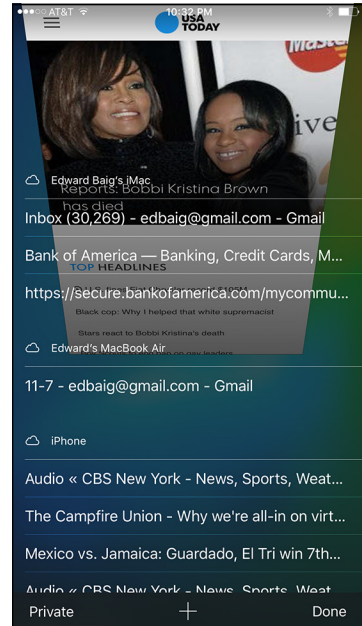 AT&T 10:32 PM
USA
TODAY
Master
ive
Edward Baig's iMac
Reports: Bobbi Kristina Brown
has died
Inbox (30,269) - edbaig@gmail.com - Gmail
Bank of America — Banking, Credit Cards, M...
TOP HEADLINES
https://secure.bankofamerica.com/mycommu...
Black cop: Why I helped that white supremacist
Stars react to Bobbi Kristina's death
Edward's MacBook Air
11-7 - edbaig@gmail.com - Gmail
iPhone
Audio « CBS New York - News, Sports, Weat...
The Campfire Union - Why we're all-in on virt...
Mexico vs. Jamaica: Guardado, El Tri win 7th...
Audio « CBS New York - News, Sports, Weat
Private + Done